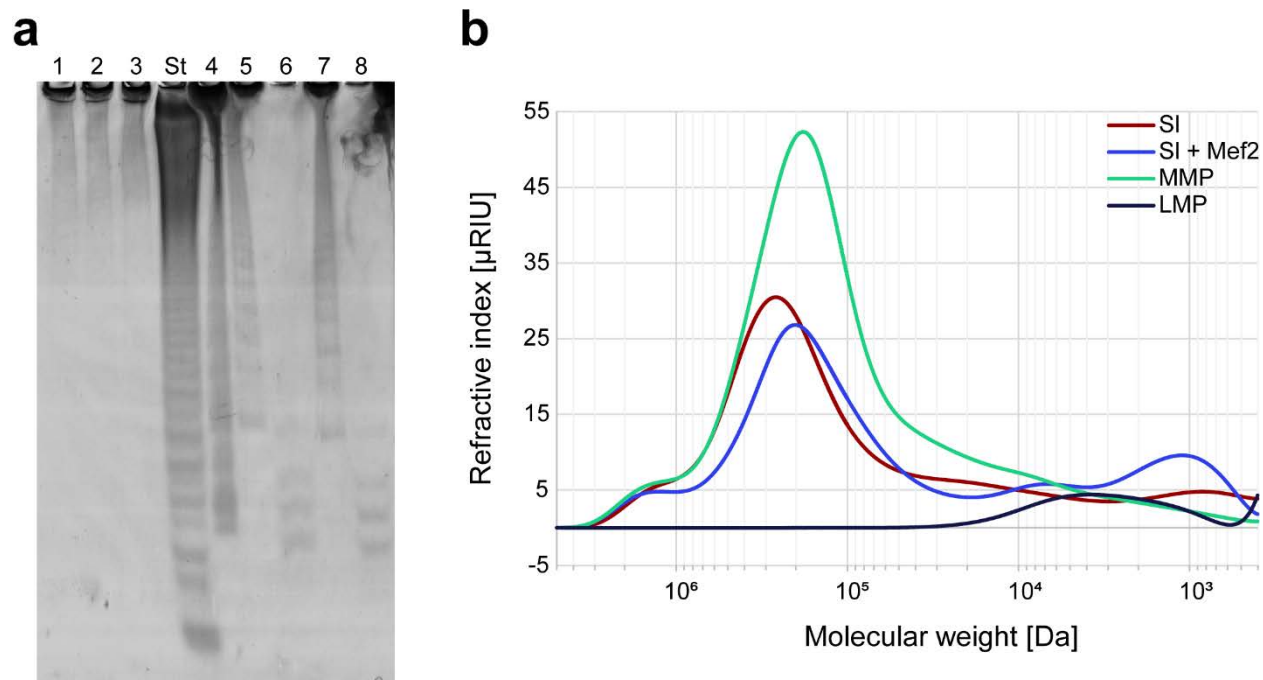 a
1 2 3 St 4 5 6 7 8
b
Refractive index [µRIU]
55
45
35
25
15
5
-5
SI
SI + Mef2
MMP
LMP
10⁶ 10⁵ 10⁴ 10³
Molecular weight [Da]